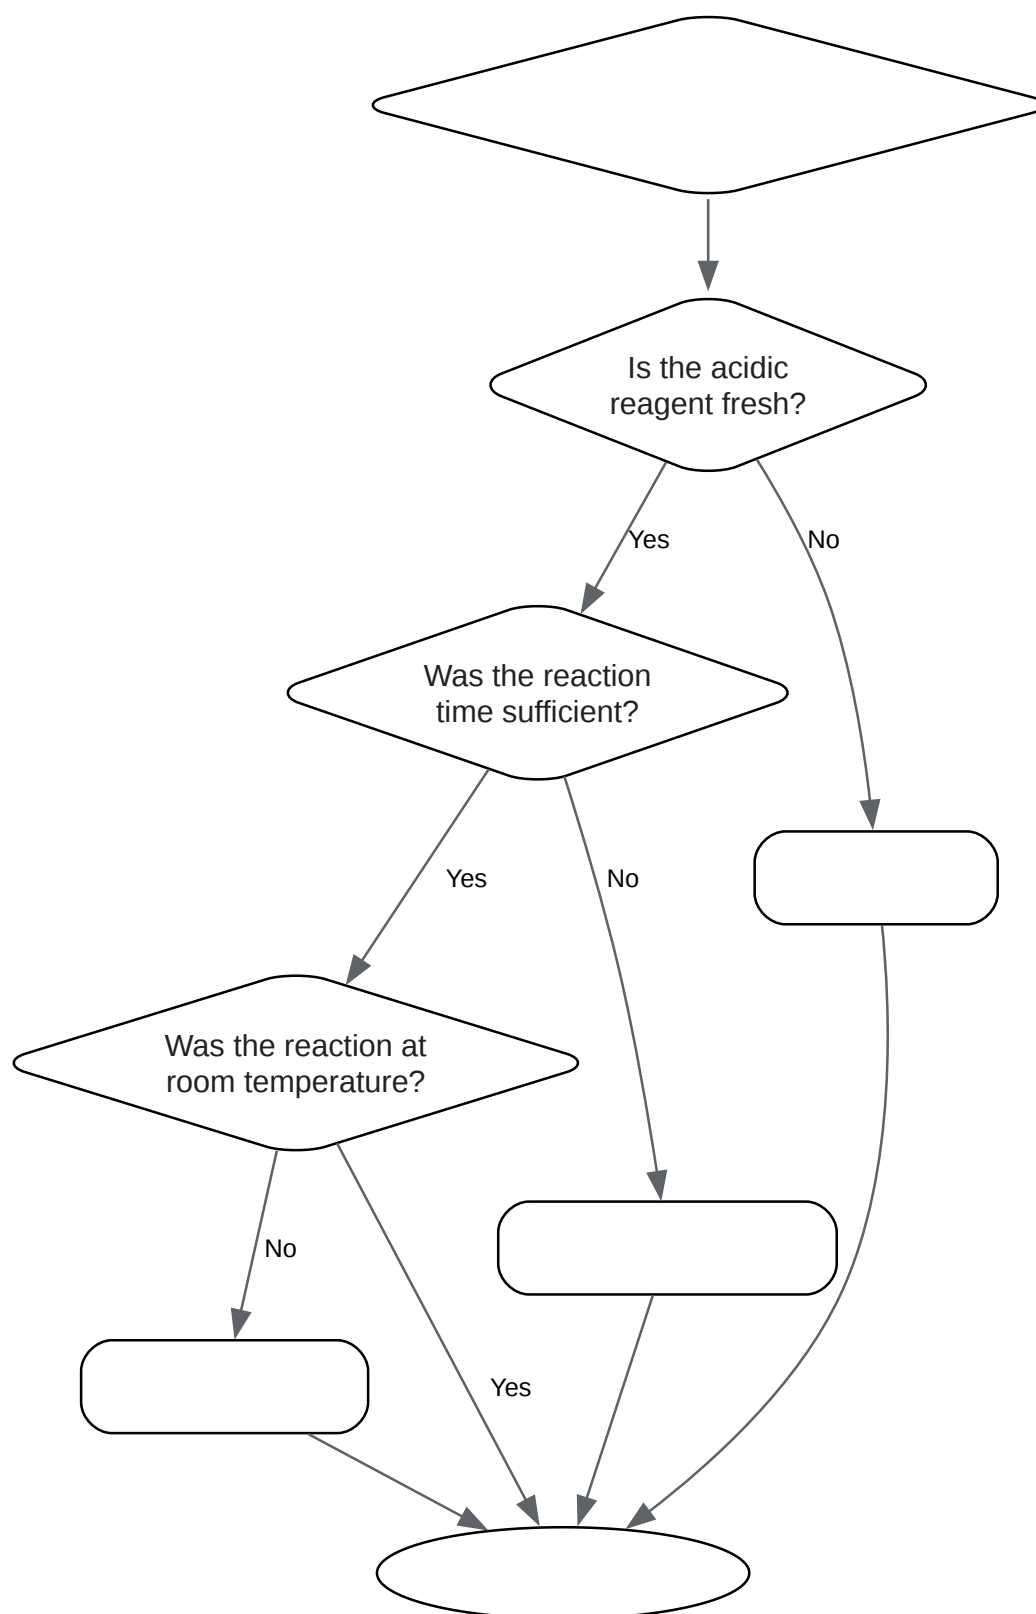 Is the acidic
reagent fresh?
Yes
No
Was the reaction
time sufficient?
Yes
No
Was the reaction at
room temperature?
No
Yes